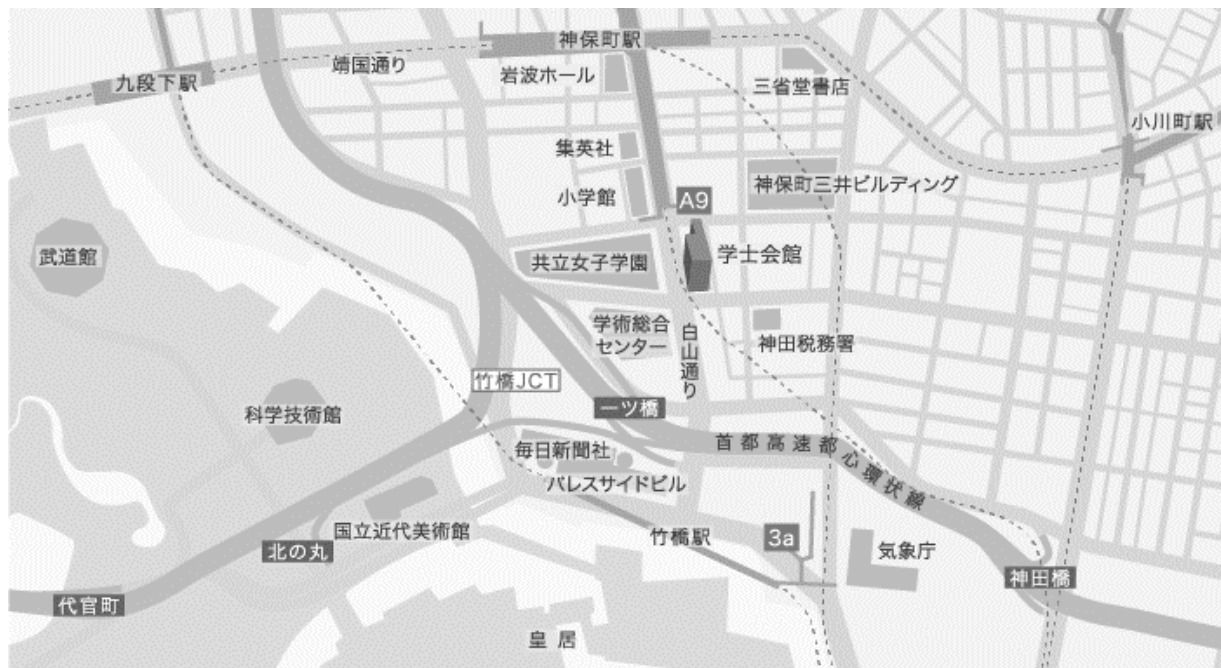 神保町駅
靖国通り
九段下駅
岩波ホール
三省堂書店
小川町駅
集英社
小学館
神保町三井ビルディング
A9
武道館
共立女子学園
学士会館
学術総合
センター
白山通り
神田税務署
竹橋JCT
一ツ橋
科学技術館
首都高速都心環状線
毎日新聞社
パレスサイドビル
国立近代美術館
竹橋駅
3a
気象庁
北の丸
神田橋
代官町
皇居